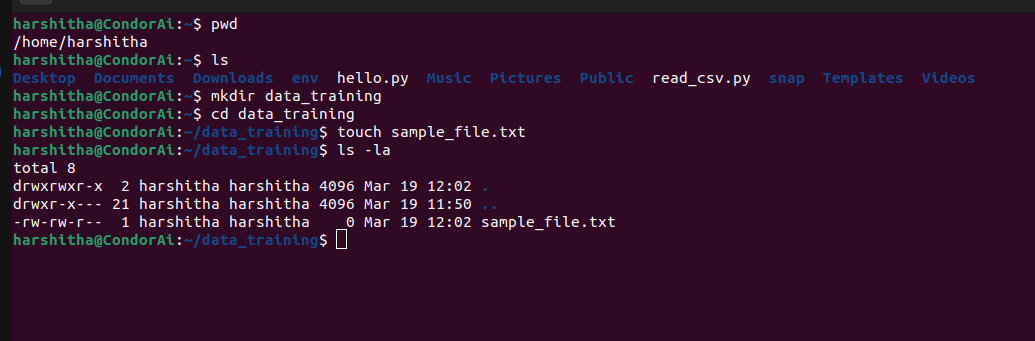 harshitha@CondorAi:~$ pwd
/home/harshitha
harshitha@CondorAi:~$ ls
Desktop  Documents  Downloads  env  hello.py  Music  Pictures  Public  read_csv.py  snap  Templates  Videos
harshitha@CondorAi:~$ mkdir data_training
harshitha@CondorAi:~$ cd data_training
harshitha@CondorAi:~/data_training$ touch sample_file.txt
harshitha@CondorAi:~/data_training$ ls -la
total 8
drwxrwxr-x  2 harshitha harshitha 4096 Mar 19 12:02 .
drwxr-x--- 21 harshitha harshitha 4096 Mar 19 11:50 ..
-rw-rw-r--  1 harshitha harshitha    0 Mar 19 12:02 sample_file.txt
harshitha@CondorAi:~/data_training$